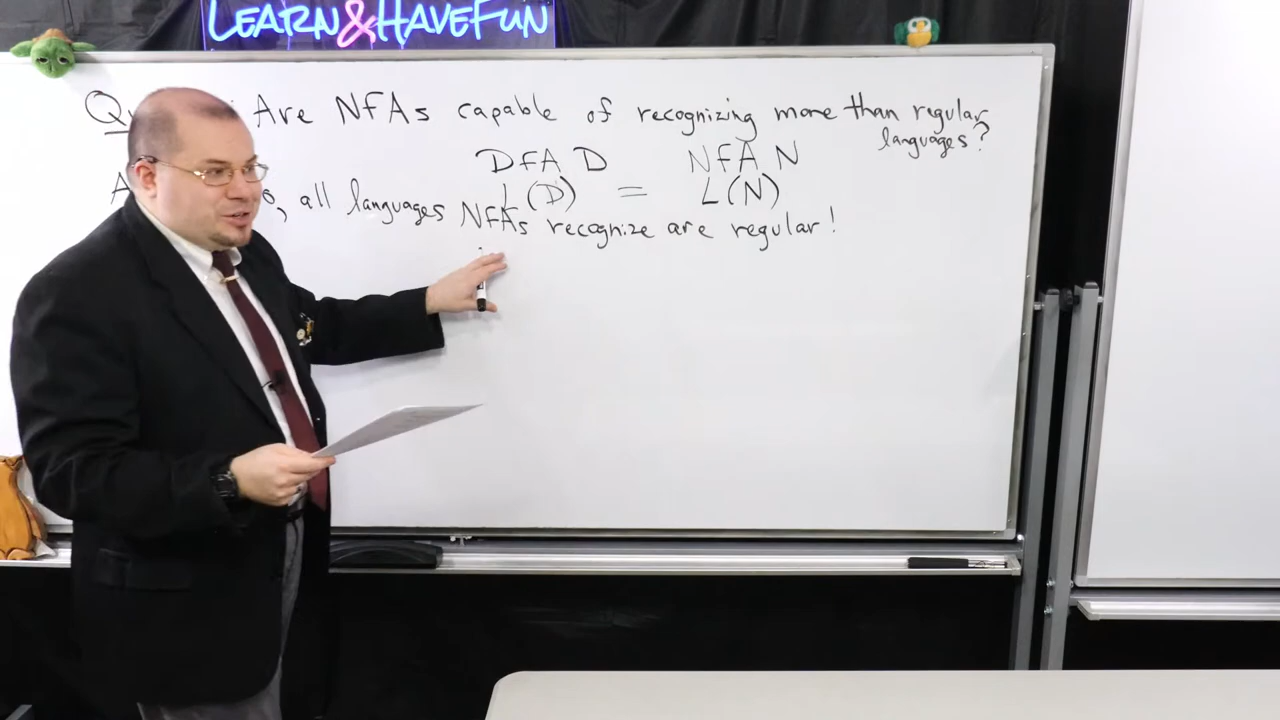 LEARN&HAVEFUN
Are NFAs capable of recognizing more than regular
languages?
DFA D NFA N
L(D) = L(N)
all languages NFAs recognize are regular!